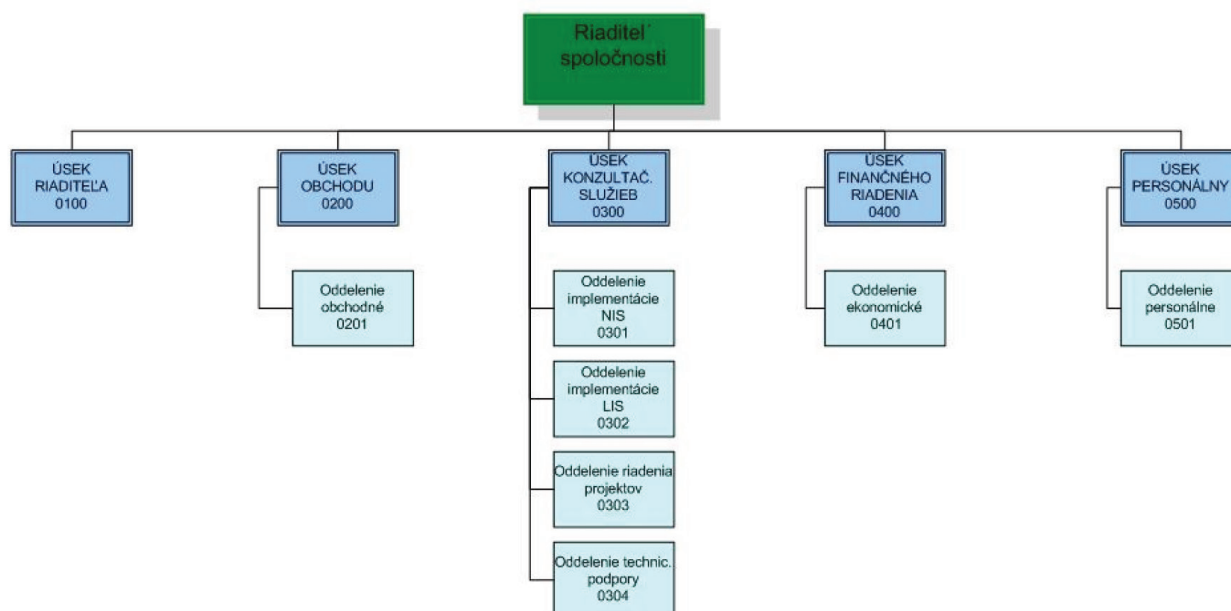 Riaditeľ
spoločnosti
ÚSEK
RIADITEĽA
0100
ÚSEK
OBCHODU
0200
ÚSEK
KONZULTAČ.
SLUŽIEB
0300
ÚSEK
FINANČNÉHO
RIADENIA
0400
ÚSEK
PERSONÁLNY
0500
Oddelenie
obchodné
0201
Oddelenie
implementácie
NIS
0301
Oddelenie
implementácie
LIS
0302
Oddelenie riadenia
projektov
0303
Oddelenie technic.
podpory
0304
Oddelenie
ekonomické
0401
Oddelenie
personálne
0501